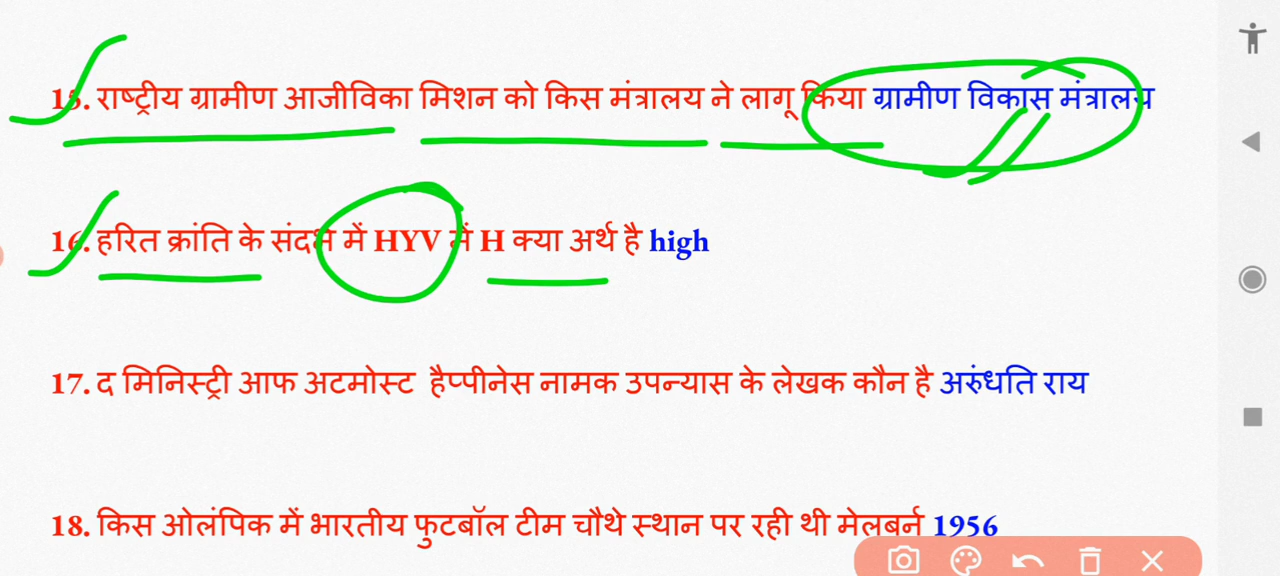 15. राष्ट्रीय ग्रामीण आजीविका मिशन को किस मंत्रालय ने लागू किया ग्रामीण विकास मंत्रालय
16. हरित क्रांति के संदर्भ में HYV में H क्या अर्थ है high
17. द मिनिस्ट्री आफ अटमोस्ट हैप्पीनेस नामक उपन्यास के लेखक कौन है अरुंधति राय
18. किस ओलंपिक में भारतीय फुटबॉल टीम चौथे स्थान पर रही थी मेलबर्न 1956